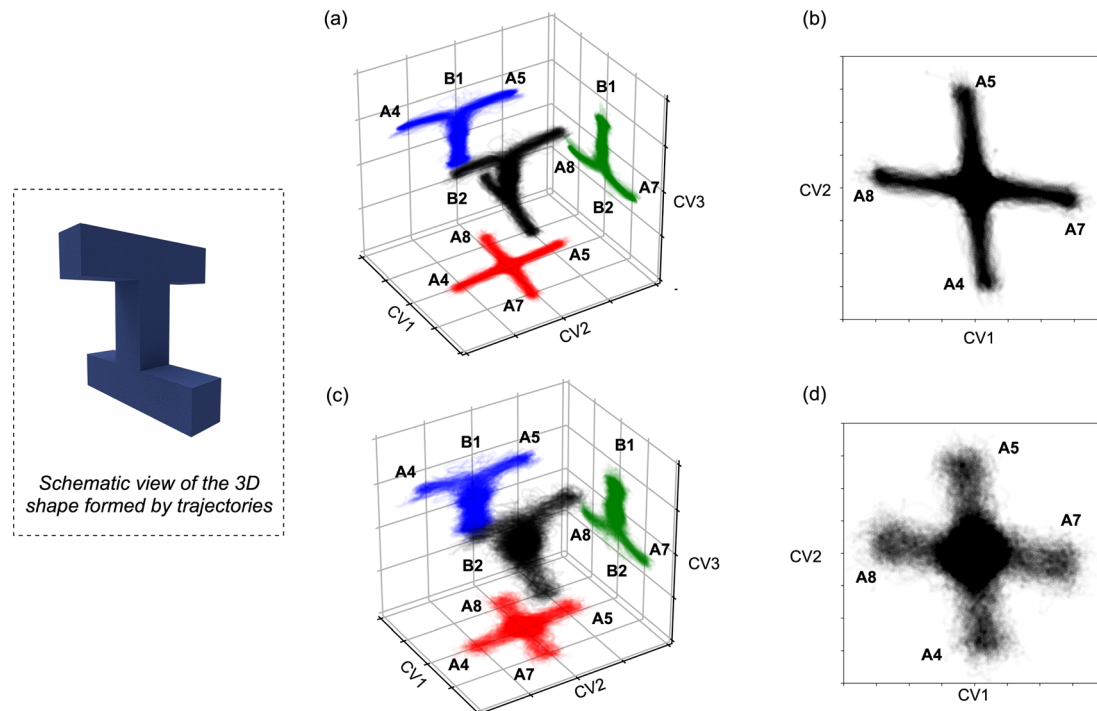 (a)
B1
A5
A4
B1
A8
A7
B2
B2
CV3
A8
A5
A4
A7
CV1
CV2
(b)
A5
CV2
A8
A7
A4
CV1
Schematic view of the 3D
shape formed by trajectories
(c)
B1
A5
A4
B1
A8
A7
B2
B2
CV3
A8
A5
A4
A7
CV1
CV2
(d)
A5
A7
CV2
A8
A4
CV1